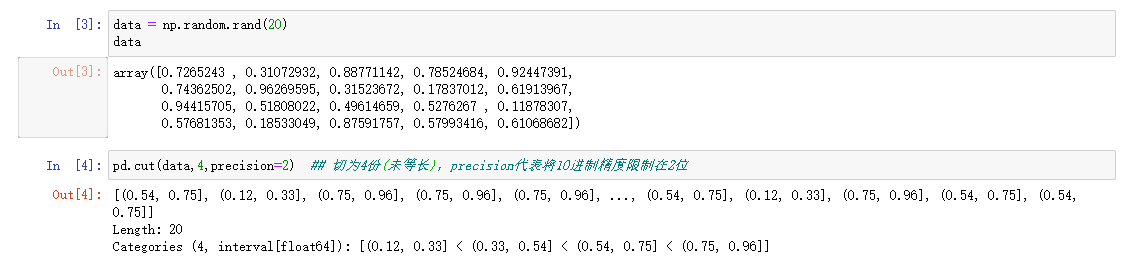 In [3]: data = np.random.rand(20)
data
Out[3]: array([0.7265243 , 0.31072932, 0.88771142, 0.78524684, 0.92447391,
0.74362502, 0.96269595, 0.31523672, 0.17837012, 0.61913967,
0.94415705, 0.51808022, 0.49614659, 0.5276267 , 0.11878307,
0.57681353, 0.18533049, 0.87591757, 0.57993416, 0.61068682])
In [4]: pd.cut(data,4,precision=2)  ## 切为4份(未等长)，precision代表将10进制精度限制在2位
Out[4]: [(0.54, 0.75], (0.12, 0.33], (0.75, 0.96], (0.75, 0.96], (0.75, 0.96], ..., (0.54, 0.75], (0.12, 0.33], (0.75, 0.96], (0.54, 0.75], (0.54,
0.75]]
Length: 20
Categories (4, interval[float64]): [(0.12, 0.33] < (0.33, 0.54] < (0.54, 0.75] < (0.75, 0.96]]